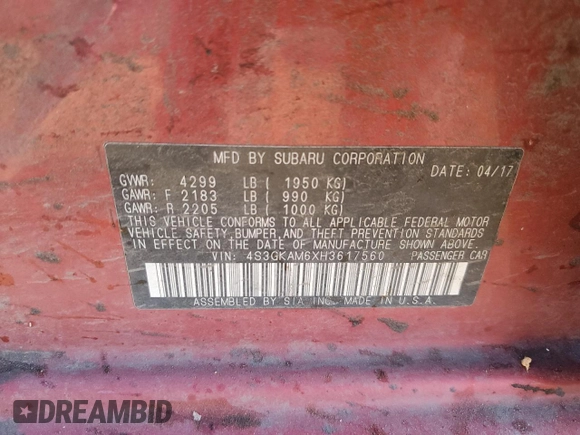 MFD BY SUBARU CORPORATION
DATE: 04/17
GVWR: 4299 LB ( 1950 KG)
GAWR: F 2183 LB ( 990 KG)
GAWR: R 2205 LB ( 1000 KG)
THIS VEHICLE CONFORMS TO ALL APPLICABLE FEDERAL MOTOR
VEHICLE SAFETY, BUMPER, AND THEFT PREVENTION STANDARDS
IN EFFECT ON THE DATE OF MANUFACTURE SHOWN ABOVE.
VIN: 4S3GKAM6XH3617560 PASSENGER CAR
ASSEMBLED BY SIA INC. MADE IN U.S.A.
DREAMBID